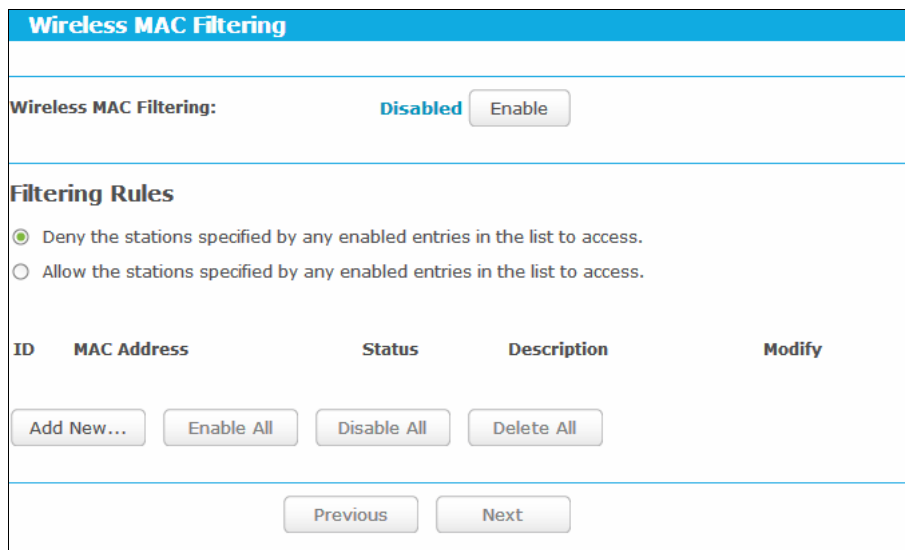 Wireless MAC Filtering
Wireless MAC Filtering: Disabled Enable
Filtering Rules
Deny the stations specified by any enabled entries in the list to access.
Allow the stations specified by any enabled entries in the list to access.
ID MAC Address Status Description Modify
Add New... Enable All Disable All Delete All
Previous Next